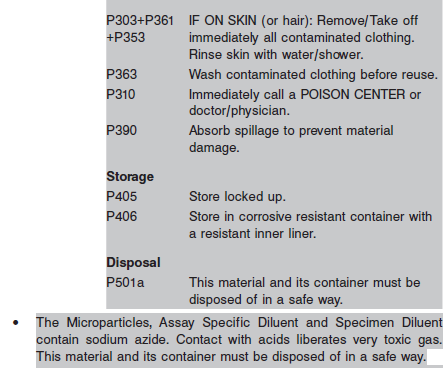 P303+P361 IF ON SKIN (or hair): Remove/Take off
+P353 immediately all contaminated clothing.
Rinse skin with water/shower.
P363 Wash contaminated clothing before reuse.
P310 Immediately call a POISON CENTER or
doctor/physician.
P390 Absorb spillage to prevent material
damage.
Storage
P405 Store locked up.
P406 Store in corrosive resistant container with
a resistant inner liner.
Disposal
P501a This material and its container must be
disposed of in a safe way.
• The Microparticles, Assay Specific Diluent and Specimen Diluent
contain sodium azide. Contact with acids liberates very toxic gas.
This material and its container must be disposed of in a safe way.